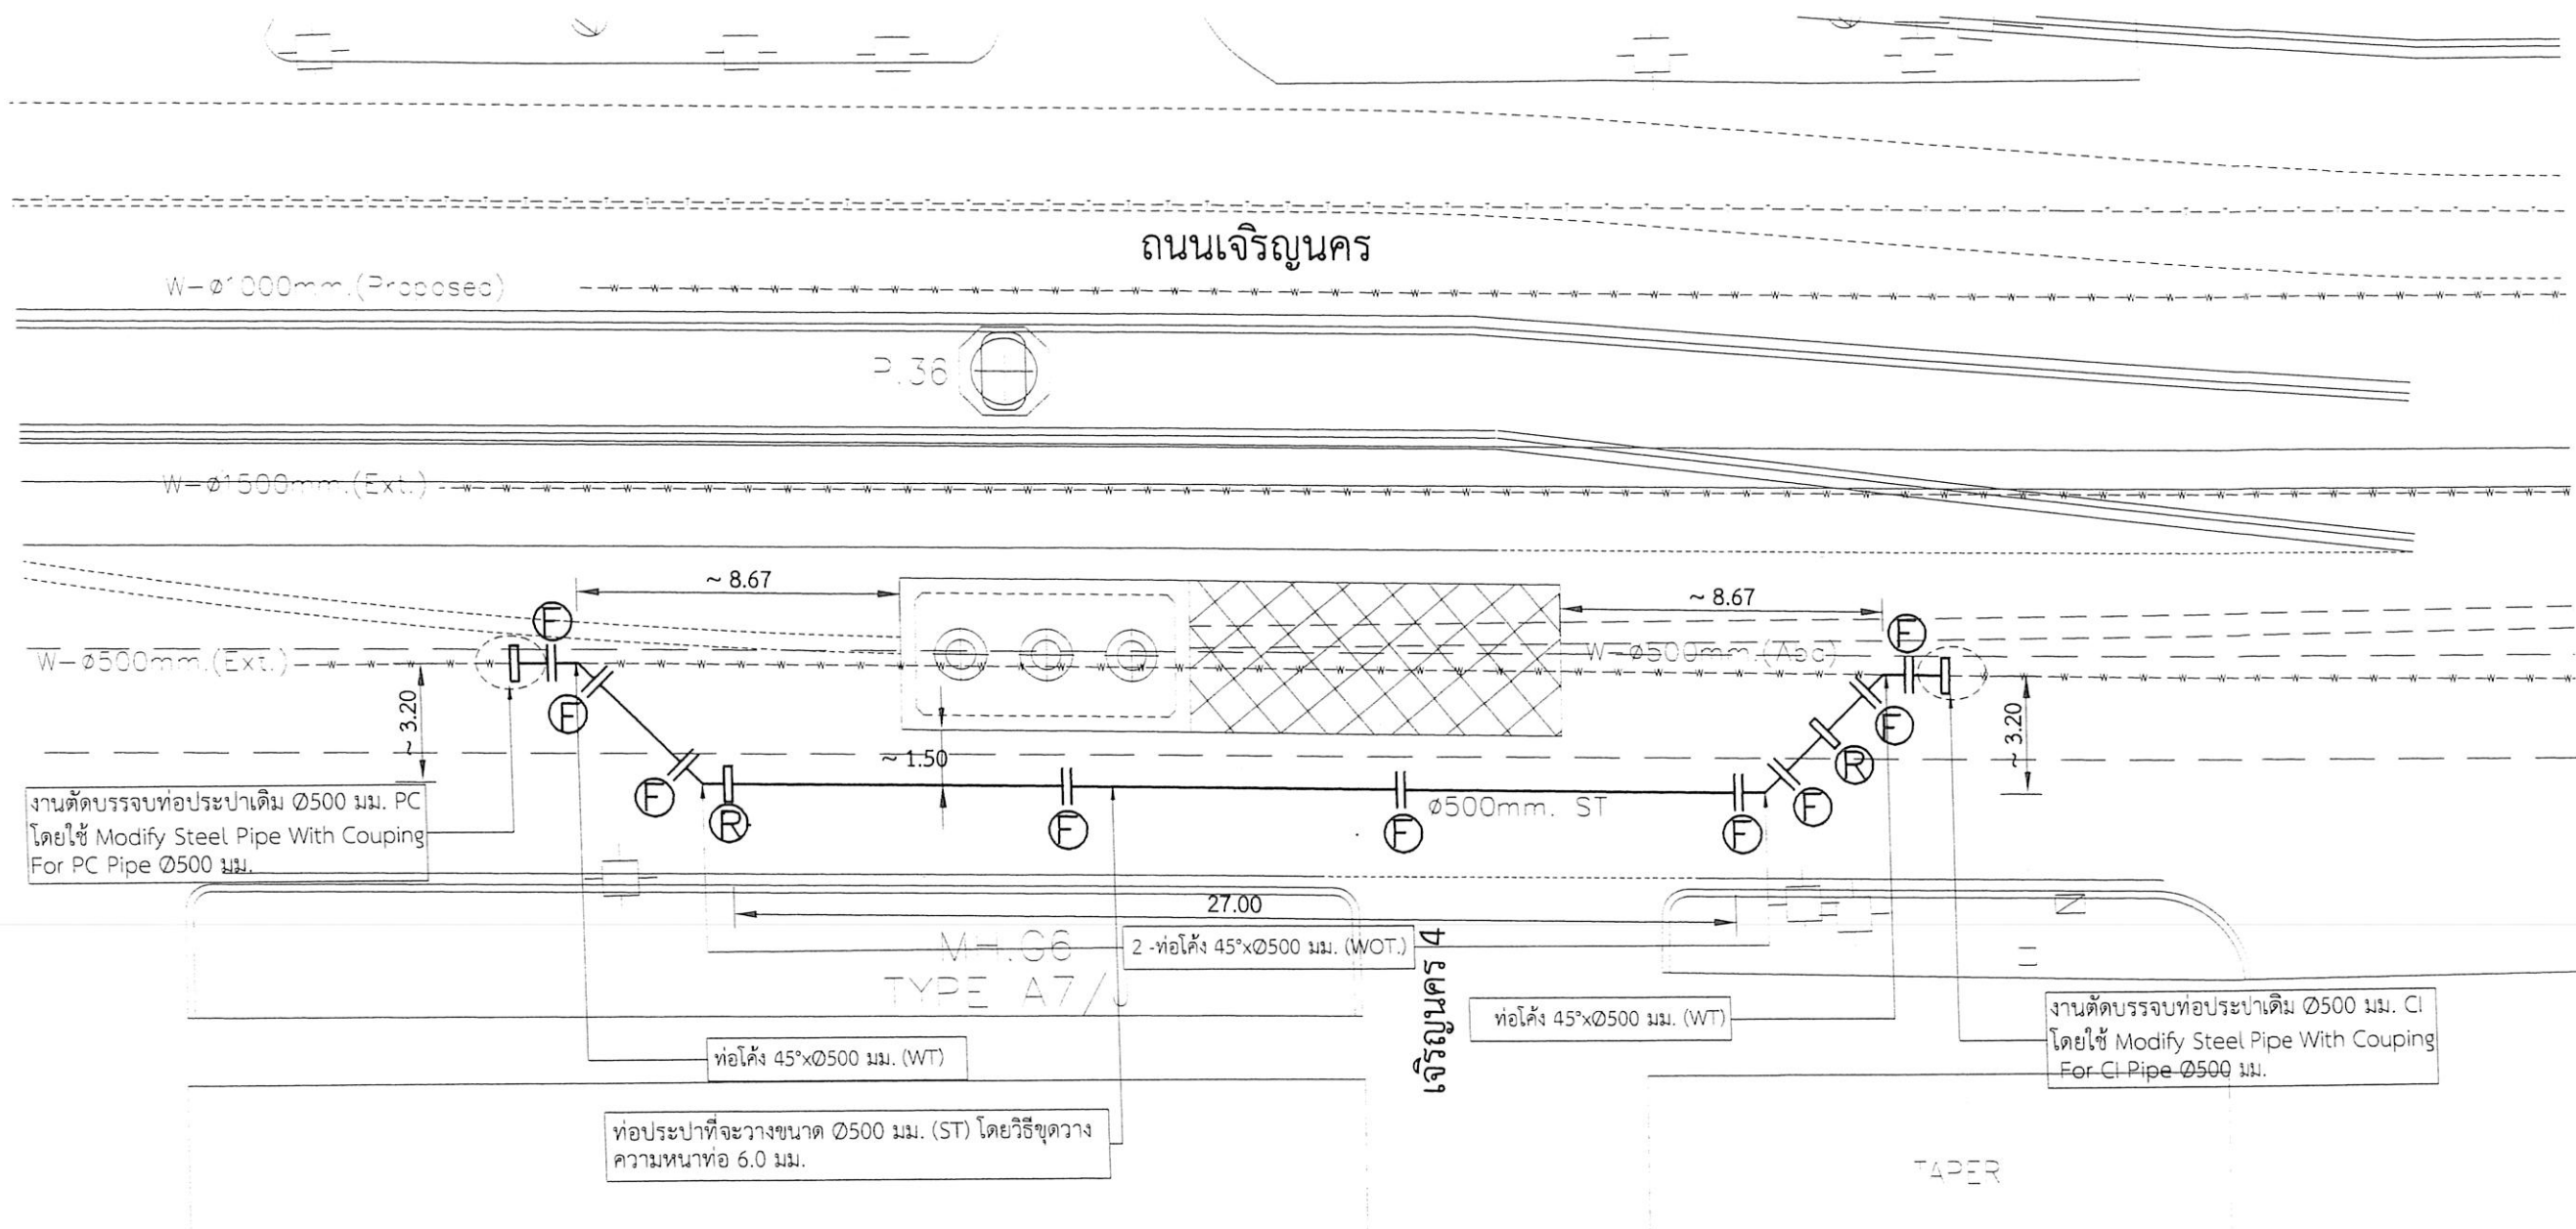 ถนนเจริญนคร
W-ø1000mm.(Proposed)
P.36
W-ø1500mm.(Ext.)
~ 8.67
~ 8.67
F
F
W-ø500mm.(Ext.)
W-ø500mm.(Abd)
~ 3.20
F
F
~ 3.20
R
~ 1.50
F
F
ø500mm. ST
R
F
F
F
งานตัดบรรจบท่อประปาเดิม Ø500 มม. PC
โดยใช้ Modify Steel Pipe With Couping
For PC Pipe Ø500 มม.
27.00
MH.G6
TYPE A7/J
2 -ท่อโค้ง 45°xØ500 มม. (WOT.)
เจริญนคร 4
ท่อโค้ง 45°xØ500 มม. (WT)
งานตัดบรรจบท่อประปาเดิม Ø500 มม. CI
โดยใช้ Modify Steel Pipe With Couping
For CI Pipe Ø500 มม.
ท่อโค้ง 45°xØ500 มม. (WT)
ท่อประปาที่จะวางขนาด Ø500 มม. (ST) โดยวิธีขุดวาง
ความหนาท่อ 6.0 มม.
TAPER